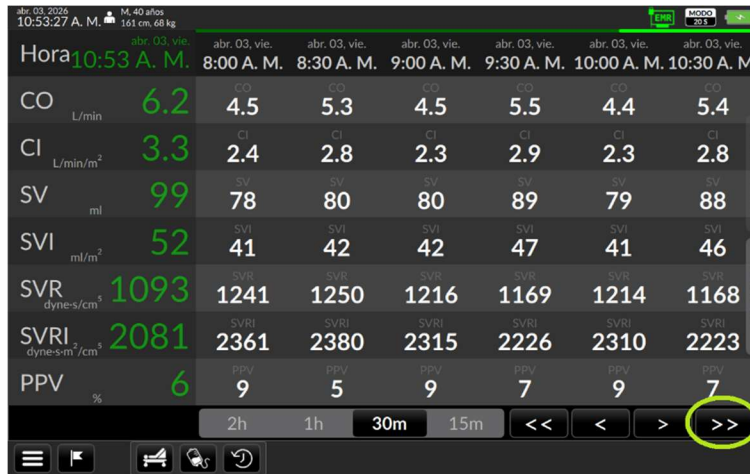 abr. 03, 2026
10:53:27 A. M.
M, 40 años
161 cm, 68 kg
EMR
MODO
20 S
Hora
abr. 03, vie.
10:53 A. M.
abr. 03, vie.
8:00 A. M.
abr. 03, vie.
8:30 A. M.
abr. 03, vie.
9:00 A. M.
abr. 03, vie.
9:30 A. M.
abr. 03, vie.
10:00 A. M.
abr. 03, vie.
10:30 A. M
CO L/min 6.2
CO CO CO CO CO CO
4.5 5.3 4.5 5.5 4.4 5.4
CI L/min/m² 3.3
CI CI CI CI CI CI
2.4 2.8 2.3 2.9 2.3 2.8
SV ml 99
SV SV SV SV SV SV
78 80 80 89 79 88
SVI ml/m² 52
SVI SVI SVI SVI SVI SVI
41 42 42 47 41 46
SVR dyne·s/cm⁵ 1093
SVR SVR SVR SVR SVR SVR
1241 1250 1216 1169 1214 1168
SVRI dyne·s·m²/cm⁵ 2081
SVRI SVRI SVRI SVRI SVRI SVRI
2361 2380 2315 2226 2310 2223
PPV % 6
PPV PPV PPV PPV PPV PPV
9 5 9 7 9 7
2h 1h 30m 15m << < > >>